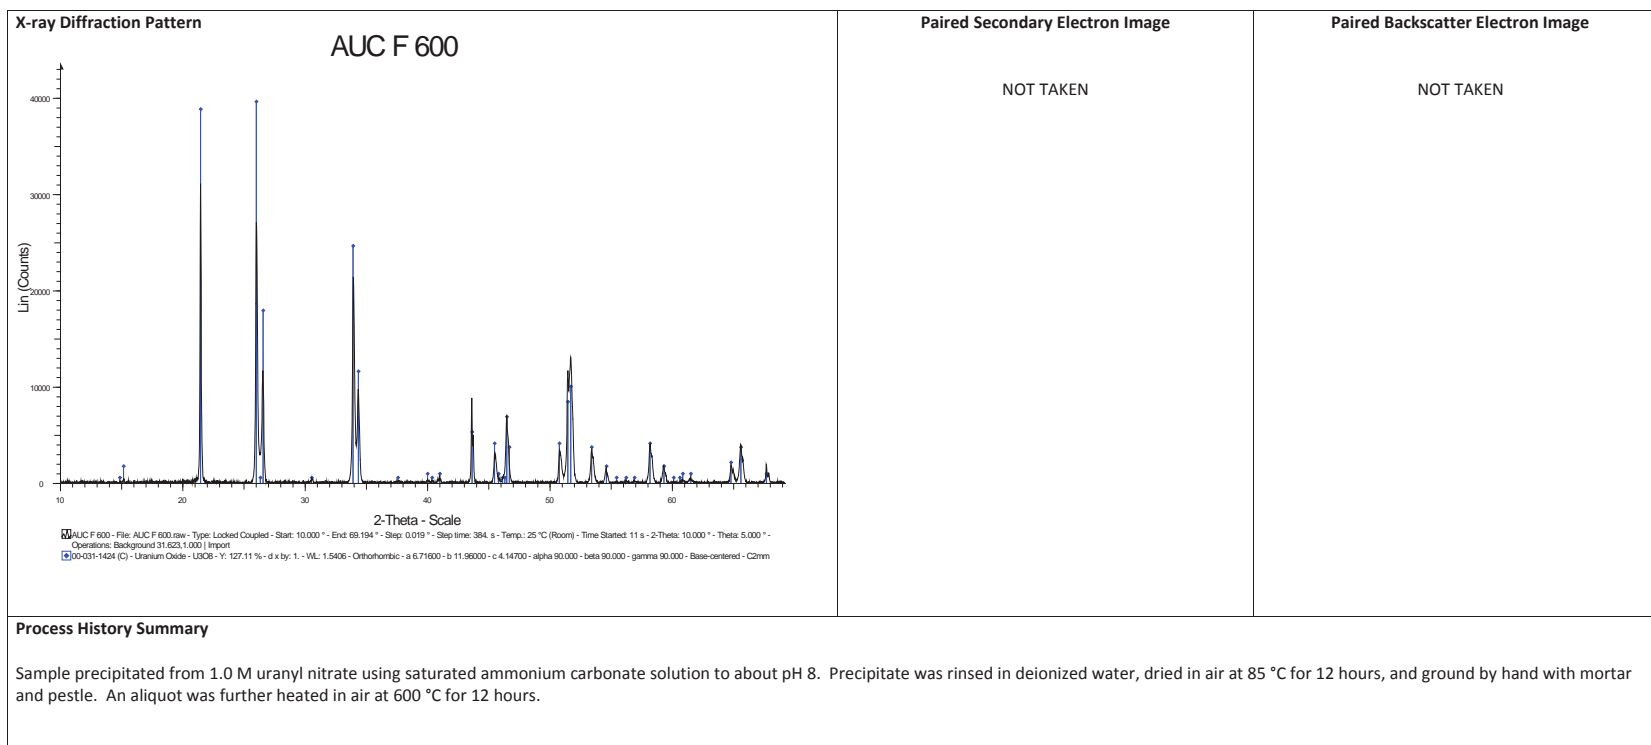 X-ray Diffraction Pattern
AUC F 600
40000
30000
20000
10000
0
Lin (Counts)
10
20
30
40
50
60
2-Theta - Scale
AUC F 600 - File: AUC F 600.raw - Type: Locked Coupled - Start: 10.000 ° - End: 69.194 ° - Step: 0.019 ° - Step time: 384. s - Temp.: 25 °C (Room) - Time Started: 11 s - 2-Theta: 10.000 ° - Theta: 5.000 ° -
Operations: Background 31.623,1.000 | Import
00-031-1424 (C) - Uranium Oxide - U3O8 - Y: 127.11 % - d x by: 1. - WL: 1.5406 - Orthorhombic - a 6.71600 - b 11.96000 - c 4.14700 - alpha 90.000 - beta 90.000 - gamma 90.000 - Base-centered - C2mm
Paired Secondary Electron Image
NOT TAKEN
Paired Backscatter Electron Image
NOT TAKEN
Process History Summary
Sample precipitated from 1.0 M uranyl nitrate using saturated ammonium carbonate solution to about pH 8.  Precipitate was rinsed in deionized water, dried in air at 85 °C for 12 hours, and ground by hand with mortar
and pestle.  An aliquot was further heated in air at 600 °C for 12 hours.